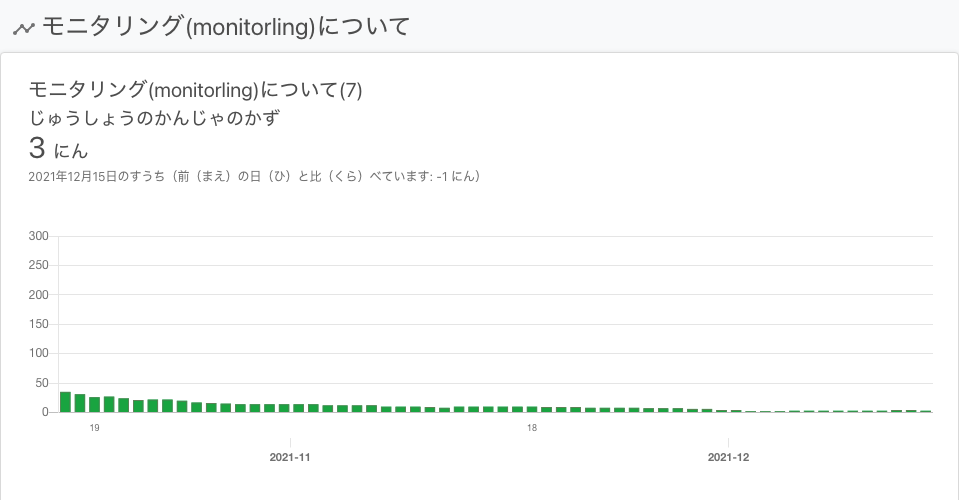 モニタリング(monitorling)について
モニタリング(monitorling)について(7)
じゅうしょうのかんじゃのかず
3 にん
2021年12月15日のすうち（前（まえ）の日（ひ）と比（くら）べています: -1 にん）
300
250
200
150
100
50
0
19 18
2021-11 2021-12